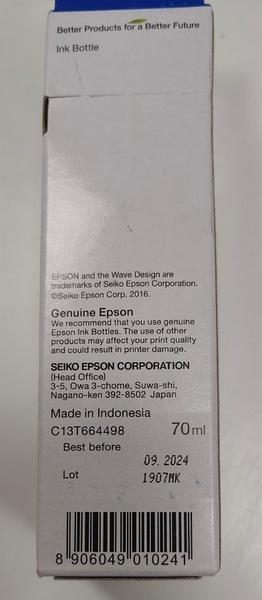 Better Products for a Better Future
Ink Bottle
EPSON and the Wave Design are
trademarks of Seiko Epson Corporation.
©Seiko Epson Corp. 2016.
Genuine Epson
We recommend that you use genuine
Epson Ink Bottles. The use of other
products may affect your print quality
and could result in printer damage.
SEIKO EPSON CORPORATION
(Head Office)
3-5, Owa 3-chome, Suwa-shi,
Nagano-ken 392-8502 Japan
Made in Indonesia
C13T664498 70ml
Best before 09. 2024
Lot 1907MK
8 906049 010241